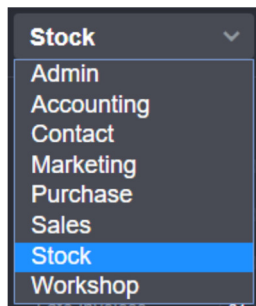 Stock
Admin
Accounting
Contact
Marketing
Purchase
Sales
Stock
Workshop